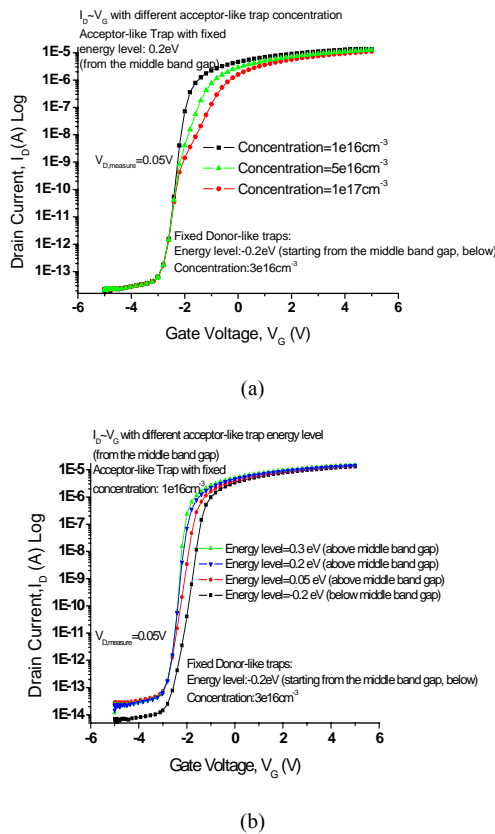 I_D~V_G with different acceptor-like trap concentration
Acceptor-like Trap with fixed
energy level: 0.2eV
(from the middle band gap)
1E-5
1E-6
1E-7
1E-8
1E-9
1E-10
1E-11
1E-12
1E-13
Drain Current, I_D(A) Log
V_D,measure=0.05V
Concentration=1e16cm^-3
Concentration=5e16cm^-3
Concentration=1e17cm^-3
Fixed Donor-like traps:
Energy level:-0.2eV (starting from the middle band gap, below)
Concentration:3e16cm^-3
-6 -4 -2 0 2 4 6
Gate Voltage, V_G (V)
(a)
I_D~V_G with different acceptor-like trap energy level
(from the middle band gap)
Acceptor-like Trap with fixed
concentration: 1e16cm^-3
1E-5
1E-6
1E-7
1E-8
1E-9
1E-10
1E-11
1E-12
1E-13
1E-14
Drain Current,I_D (A) Log
Energy level=0.3 eV (above middle band gap)
Energy level=0.2 eV (above middle band gap)
Energy level=0.05 eV (above middle band gap)
Energy level=-0.2 eV (below middle band gap)
V_D,measure=0.05V
Fixed Donor-like traps:
Energy level:-0.2eV (starting from the middle band gap, below)
Concentration:3e16cm^-3
-6 -4 -2 0 2 4 6
Gate Voltage, V_G (V)
(b)